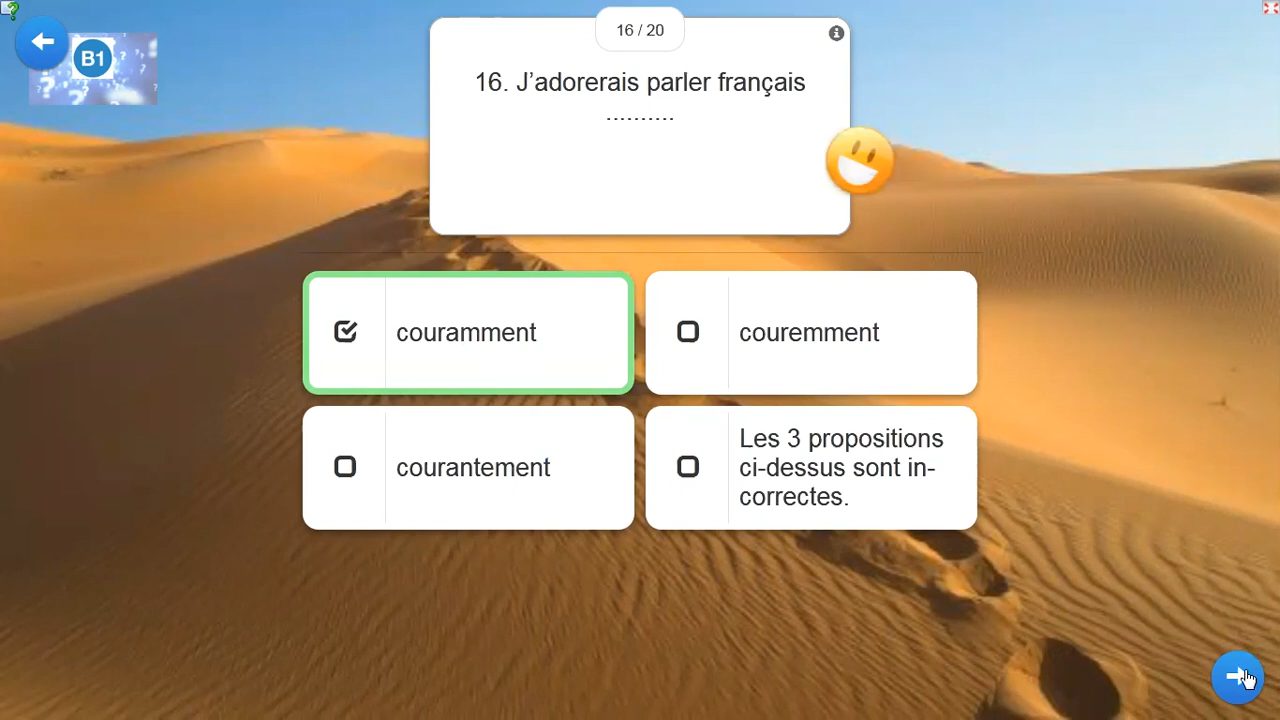 B1
16 / 20
16. J’adorerais parler français
..........
couramment
couremment
courantement
Les 3 propositions
ci-dessus sont in-
correctes.